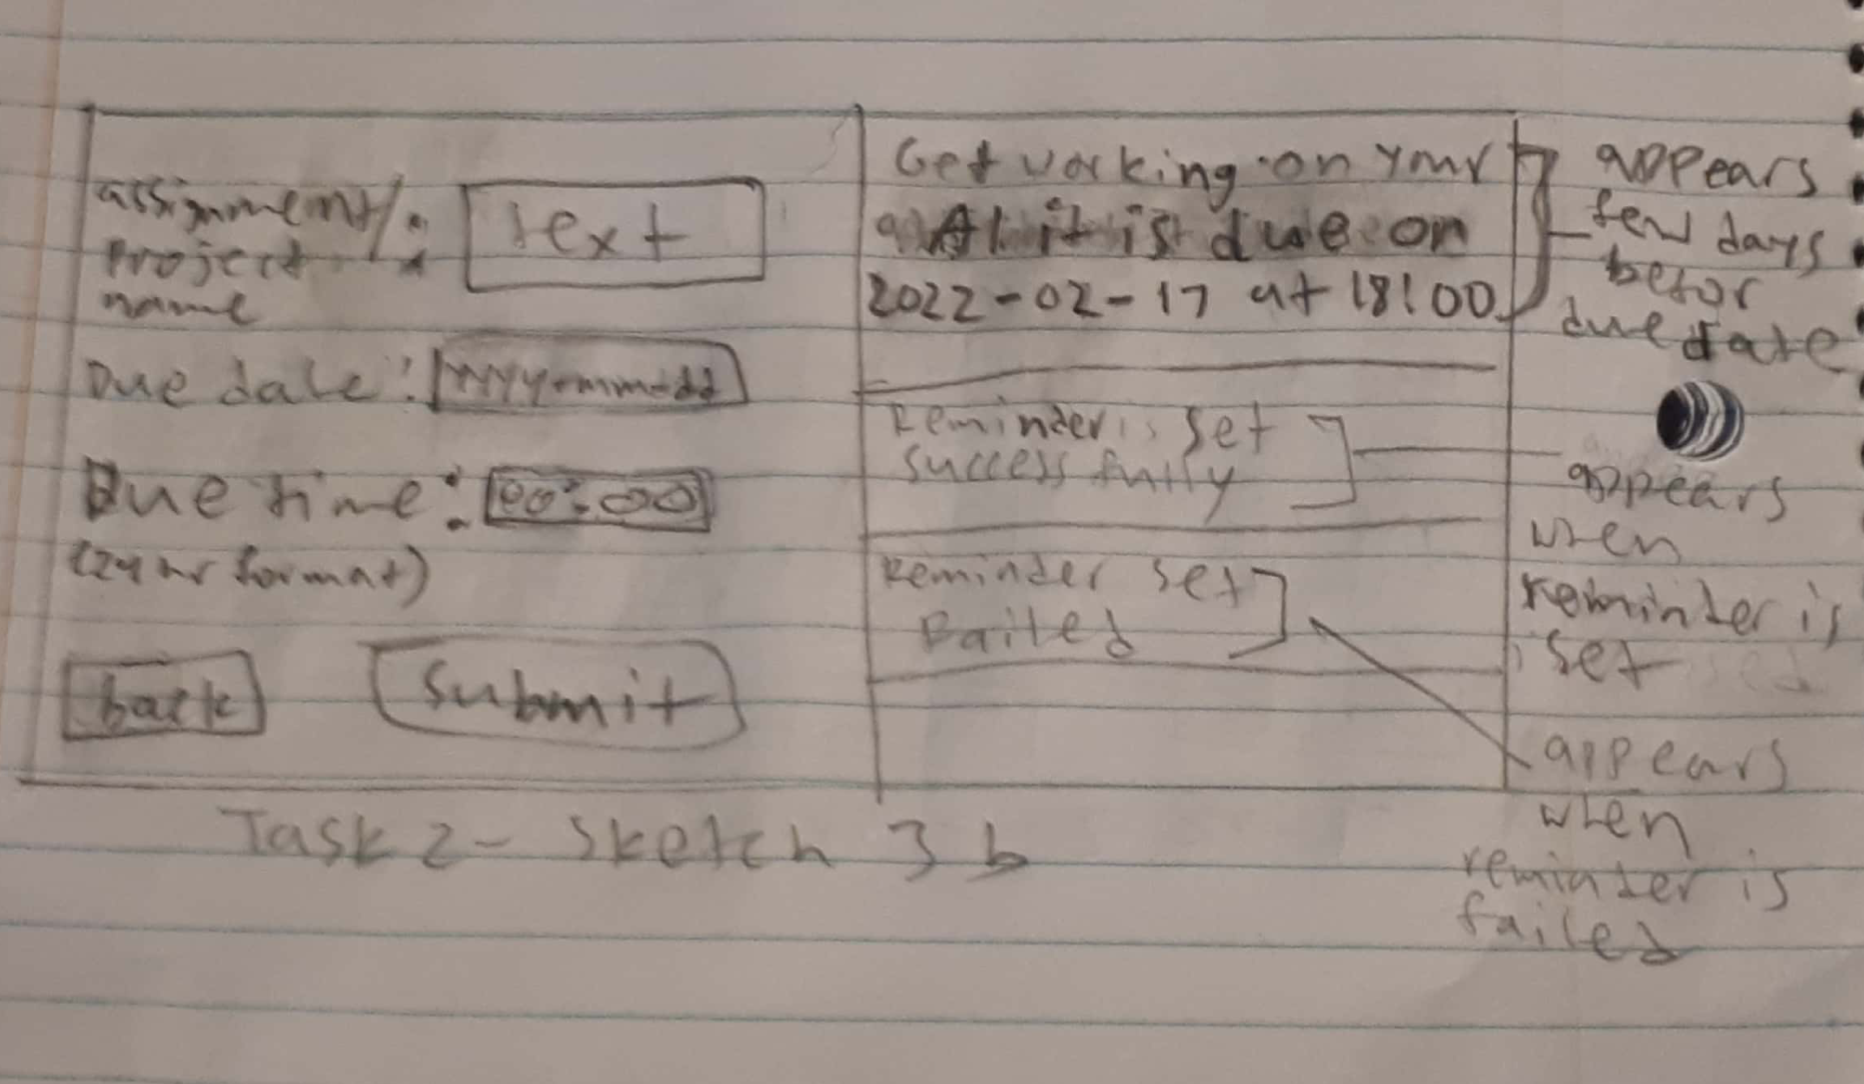 assignment/:
project
name
text
Due date:
yyyy-mm-dd
Due time:
00:00
(24 hr format)
back
Submit
Get working on your
A1 it is due on
2022-02-17 at 18:00
Reminder is set
successfully
Reminder set
Failed
appears
few days
befor
due date
appears
when
reminder is
set
appears
when
reminder is
failed
Task 2- Sketch 3 b